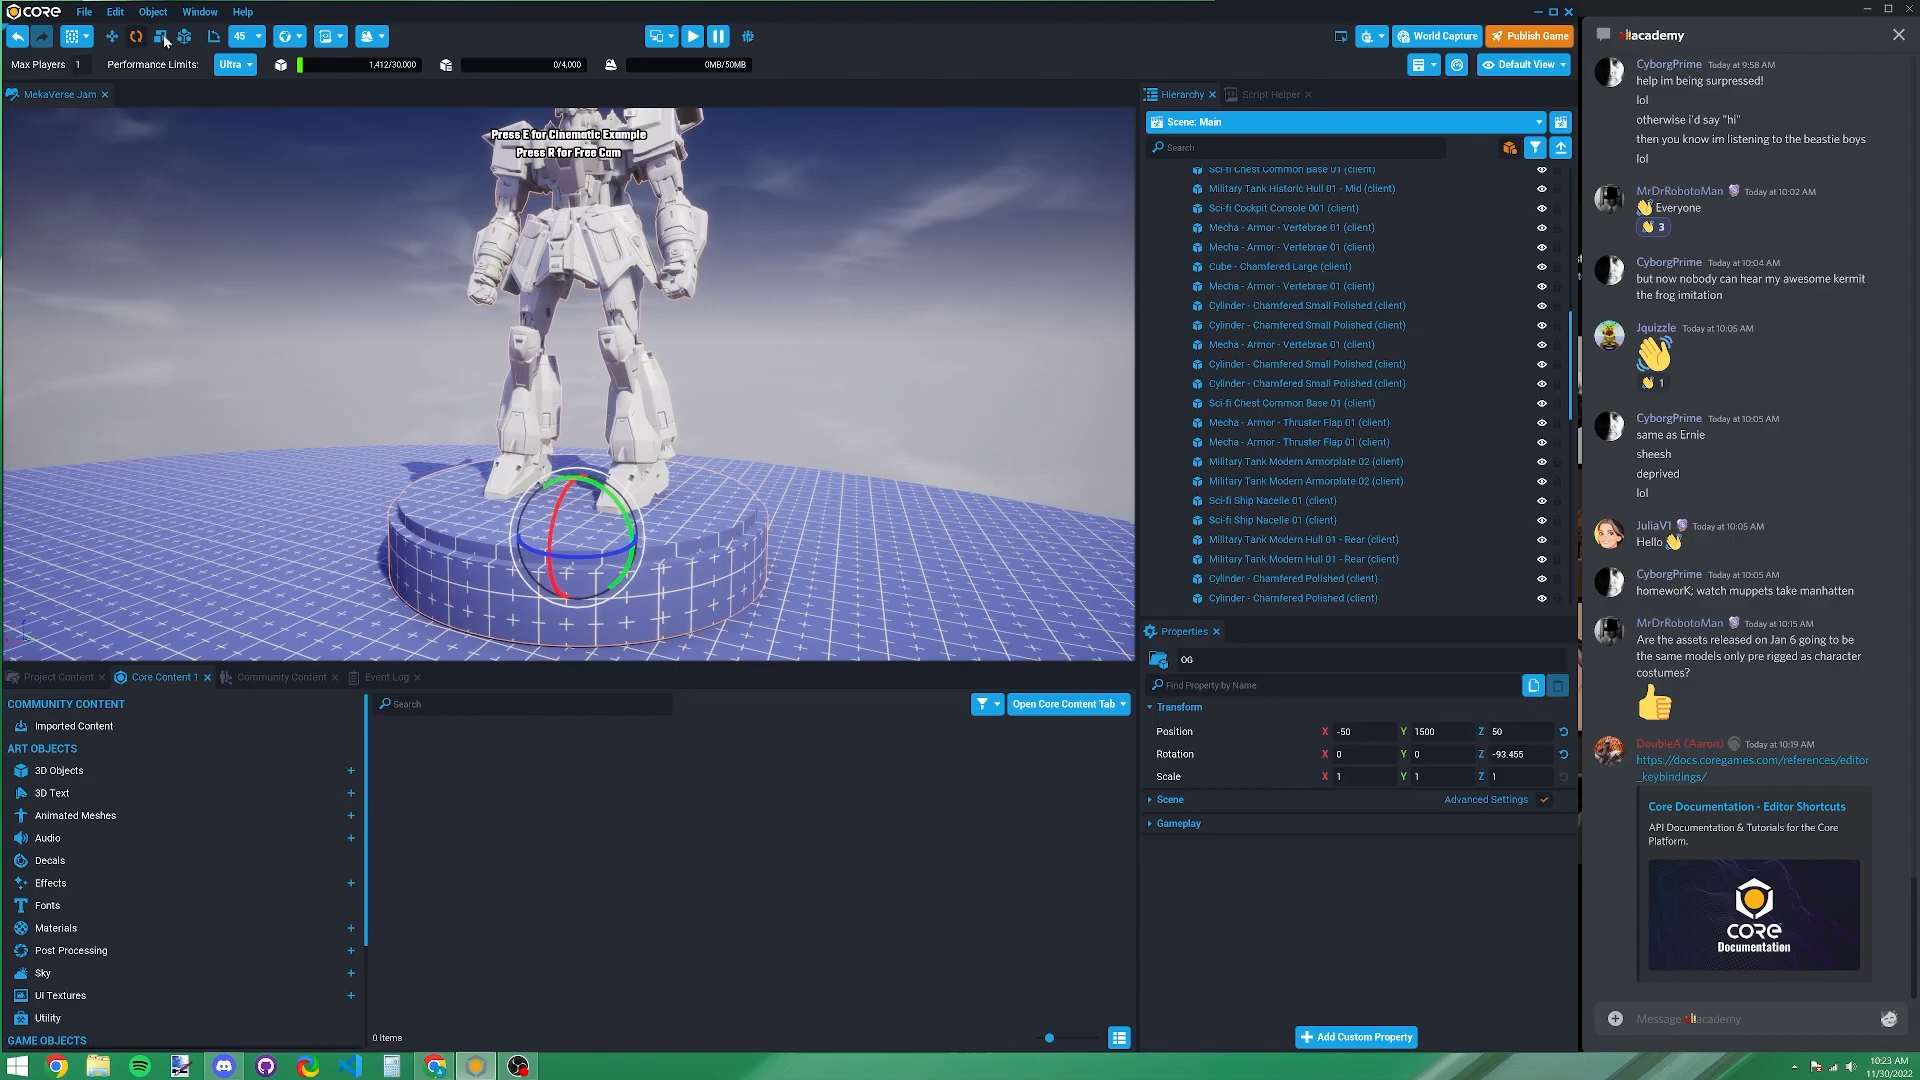 CORE File Edit Object Window Help
45
World Capture Publish Game
Max Players 1 Performance Limits: Ultra 1,412/30,000 0/4,000 0MB/50MB
Default View
MekaVerse Jam
Press E for Cinematic Example
Press R for Free Cam
Project Content Core Content 1 Community Content Event Log
COMMUNITY CONTENT
Search
Open Core Content Tab
Imported Content
ART OBJECTS
3D Objects
3D Text
Animated Meshes
Audio
Decals
Effects
Fonts
Materials
Post Processing
Sky
UI Textures
Utility
GAME OBJECTS
0 Items
Hierarchy Script Helper
Scene: Main
Search
Sci-fi Chest Common Base 01 (client)
Military Tank Historic Hull 01 - Mid (client)
Sci-fi Cockpit Console 001 (client)
Mecha - Armor - Vertebrae 01 (client)
Mecha - Armor - Vertebrae 01 (client)
Cube - Chamfered Large (client)
Mecha - Armor - Vertebrae 01 (client)
Cylinder - Chamfered Small Polished (client)
Cylinder - Chamfered Small Polished (client)
Mecha - Armor - Vertebrae 01 (client)
Cylinder - Chamfered Small Polished (client)
Cylinder - Chamfered Small Polished (client)
Sci-fi Chest Common Base 01 (client)
Mecha - Armor - Thruster Flap 01 (client)
Mecha - Armor - Thruster Flap 01 (client)
Military Tank Modern Armorplate 02 (client)
Military Tank Modern Armorplate 02 (client)
Sci-fi Ship Nacelle 01 (client)
Sci-fi Ship Nacelle 01 (client)
Military Tank Modern Hull 01 - Rear (client)
Military Tank Modern Hull 01 - Rear (client)
Cylinder - Chamfered Polished (client)
Cylinder - Chamfered Polished (client)
Properties
OG
Find Property by Name
Transform
Position X -50 Y 1500 Z 50
Rotation X 0 Y 0 Z -93.455
Scale X 1 Y 1 Z 1
Scene Advanced Settings
Gameplay
Add Custom Property
academy
CyborgPrime Today at 9:58 AM
help im being surpressed!
lol
otherwise i'd say "hi"
then you know im listening to the beastie boys
lol
MrDrRobotoMan Today at 10:02 AM
👋 Everyone
👋 3
CyborgPrime Today at 10:04 AM
but now nobody can hear my awesome kermit
the frog imitation
Jquizzle Today at 10:05 AM
👋 1
CyborgPrime Today at 10:05 AM
same as Ernie
sheesh
deprived
lol
JuliaV1 Today at 10:05 AM
Hello 👋
CyborgPrime Today at 10:05 AM
homeworK; watch muppets take manhatten
MrDrRobotoMan Today at 10:15 AM
Are the assets released on Jan 6 going to be
the same models only pre rigged as character
costumes?
DoubleA (Aaron) Today at 10:19 AM
https://docs.coregames.com/references/editor
_keybindings/
Core Documentation - Editor Shortcuts
API Documentation & Tutorials for the Core
Platform.
CORE
Documentation
Message academy
10:23 AM
11/30/2022